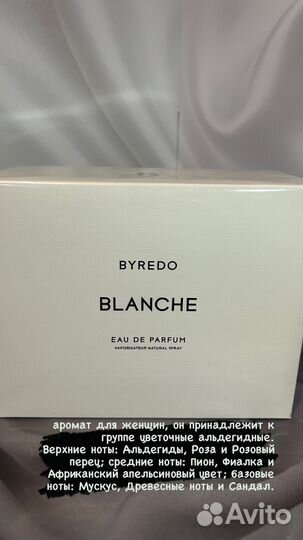 BYREDO
BLANCHE
EAU DE PARFUM
VAPORISATEUR NATURAL SPRAY
аромат для женщин, он принадлежит к
группе цветочные альдегидные.
Верхние ноты: Альдегиды, Роза и Розовый
перец; средние ноты: Пион, Фиалка и
Африканский апельсиновый цвет; базовые
ноты: Мускус, Древесные ноты и Сандал.
Avito